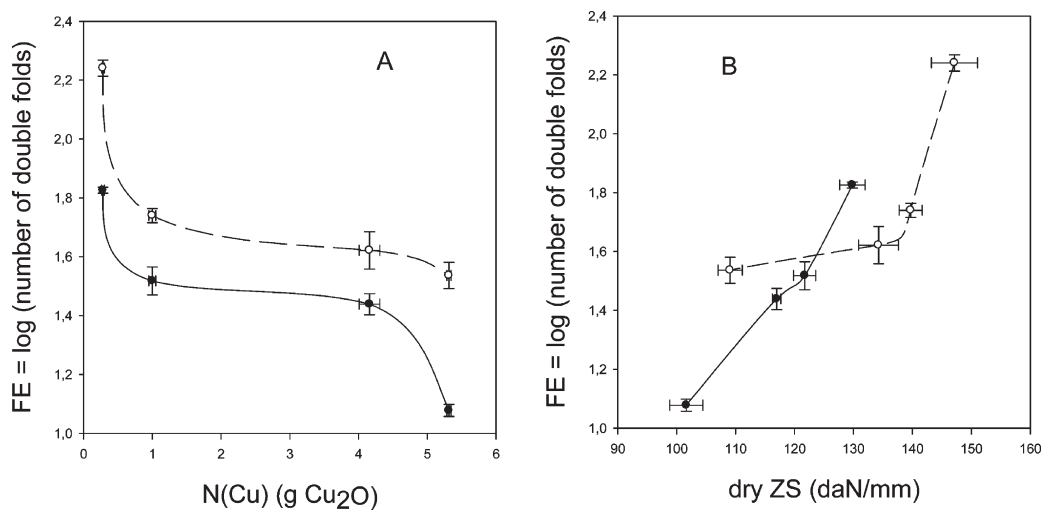 FE = log (number of double folds)
2,4
2,2
2,0
1,8
1,6
1,4
1,2
1,0
A
0 1 2 3 4 5 6
N(Cu) (g Cu2O)
FE = log (number of double folds)
2,4
2,2
2,0
1,8
1,6
1,4
1,2
1,0
B
90 100 110 120 130 140 150 160
dry ZS (daN/mm)